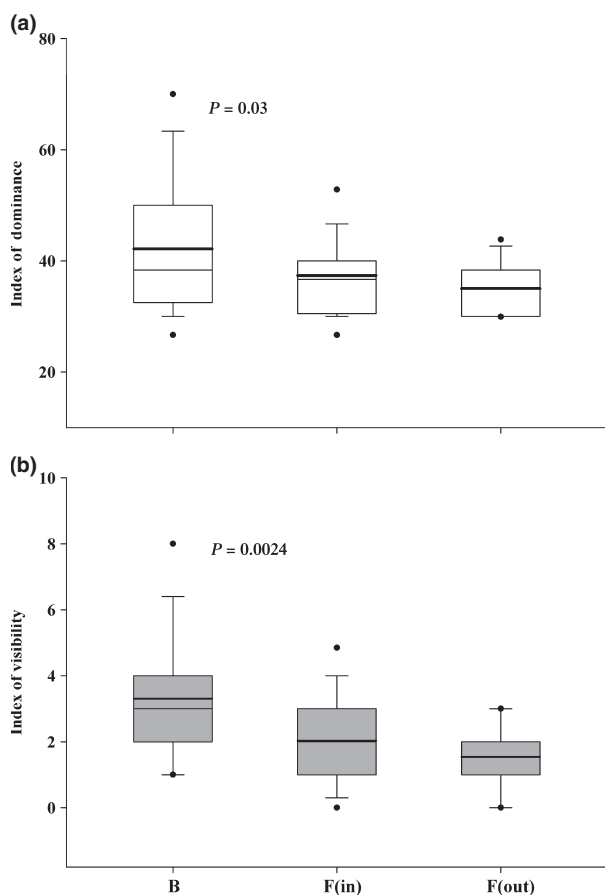 (a)
80
60
40
20
Index of dominance
P = 0.03
(b)
10
8
6
4
2
0
Index of visibility
P = 0.0024
B F(in) F(out)